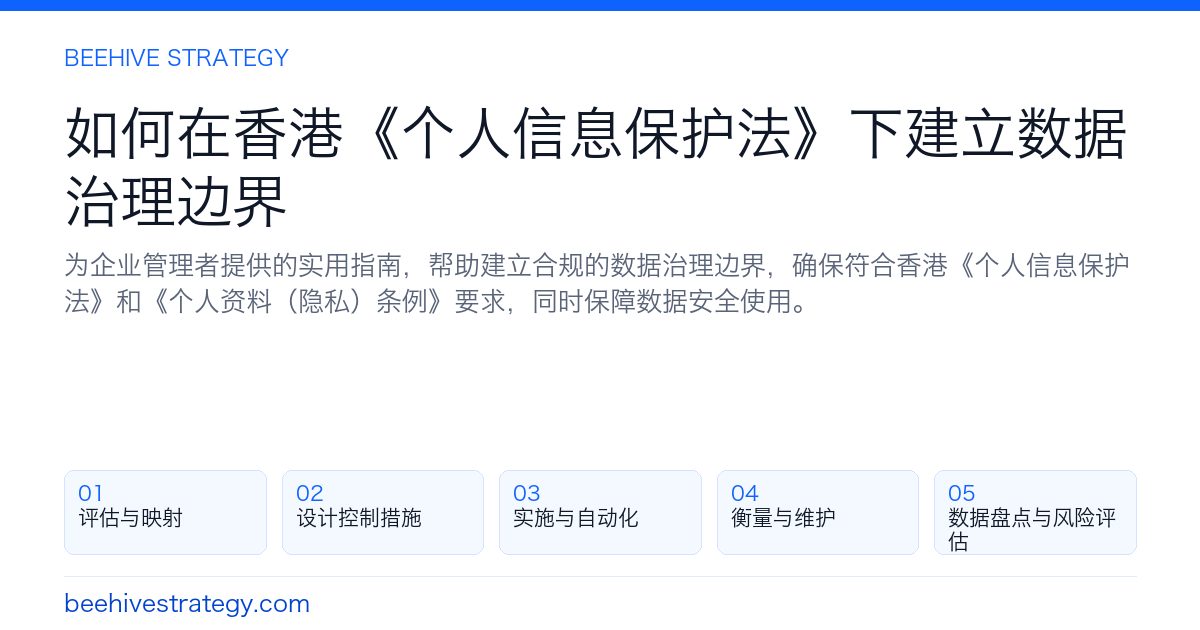 BEEHIVE STRATEGY
如何在香港《个人信息保护法》下建立数据
治理边界
为企业管理者提供的实用指南，帮助建立合规的数据治理边界，确保符合香港《个人信息保护
法》和《个人资料（隐私）条例》要求，同时保障数据安全使用。
01
评估与映射
02
设计控制措施
03
实施与自动化
04
衡量与维护
05
数据盘点与风险评
估
beehivestrategy.com